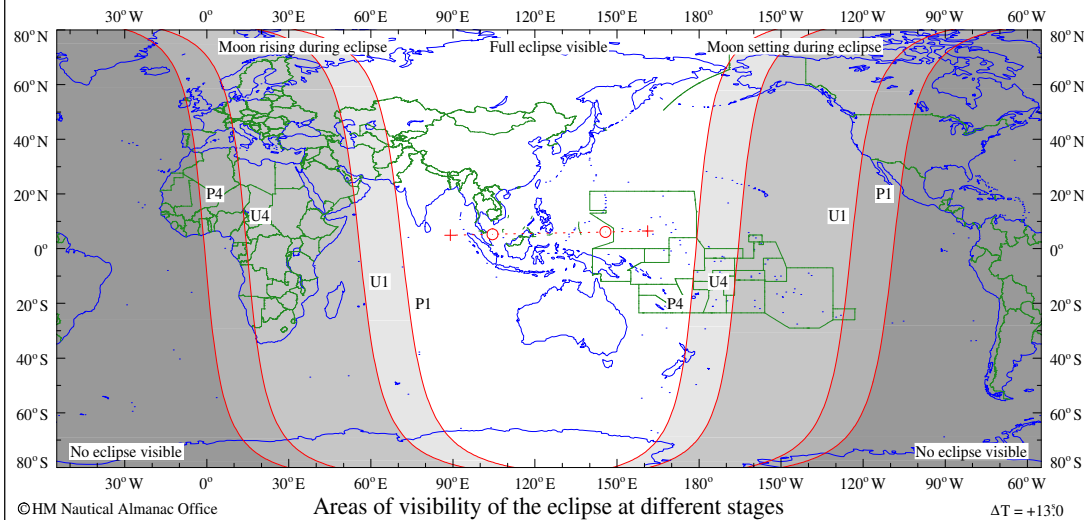 30°W 0° 30°E 60°E 90°E 120°E 150°E 180° 150°W 120°W 90°W 60°W
80°N Moon rising during eclipse Full eclipse visible Moon setting during eclipse 80°N
60°N 60°N
40°N 40°N
20°N P4 P1 20°N
U4 U1
0° 0°
U1 U4
20°S P1 P4 20°S
40°S 40°S
60°S 60°S
No eclipse visible No eclipse visible
80°S 80°S
30°W 0° 30°E 60°E 90°E 120°E 150°E 180° 150°W 120°W 90°W 60°W
©HM Nautical Almanac Office Areas of visibility of the eclipse at different stages ΔT = +13ˢ.0